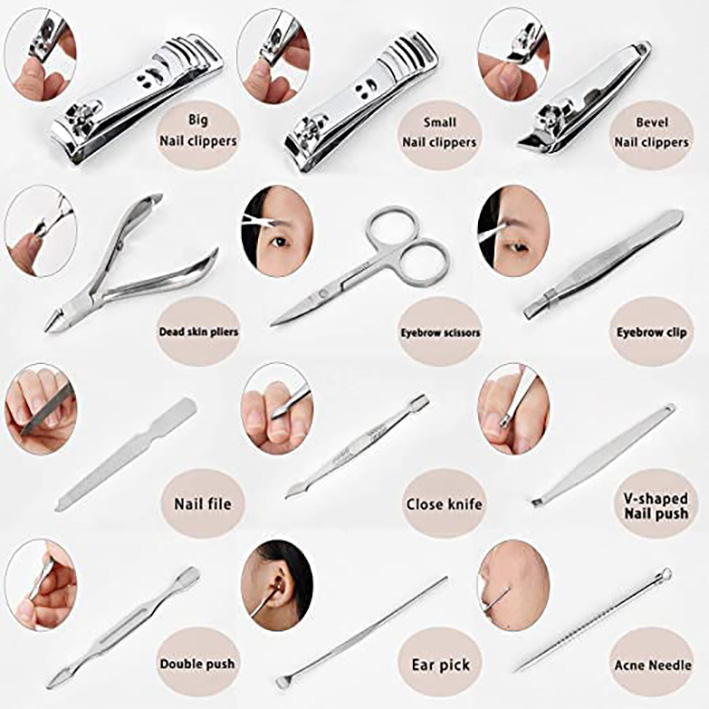 Big
Nail clippers
Small
Nail clippers
Bevel
Nail clippers
Dead skin pliers
Eyebrow scissors
Eyebrow clip
Nail file
Close knife
V-shaped
Nail push
Double push
Ear pick
Acne Needle